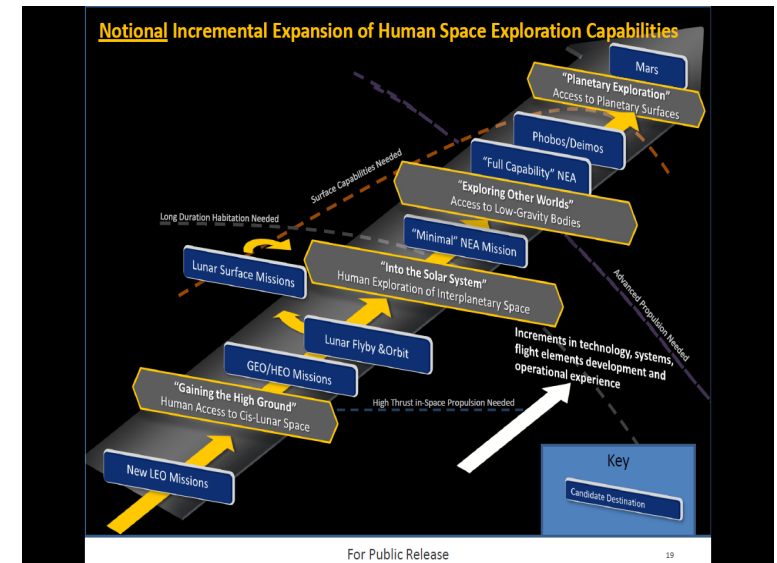 Notional Incremental Expansion of Human Space Exploration Capabilities
Mars
“Planetary Exploration”
Access to Planetary Surfaces
Phobos/Deimos
“Full Capability” NEA
Surface Capabilities Needed
“Exploring Other Worlds”
Access to Low-Gravity Bodies
Long Duration Habitation Needed
“Minimal” NEA Mission
Lunar Surface Missions
“Into the Solar System”
Human Exploration of Interplanetary Space
Advanced Propulsion Needed
Lunar Flyby &Orbit
Increments in technology, systems,
flight elements development and
operational experience
GEO/HEO Missions
“Gaining the High Ground”
Human Access to Cis-Lunar Space
High Thrust in-Space Propulsion Needed
New LEO Missions
Key
Candidate Destination
For Public Release
19